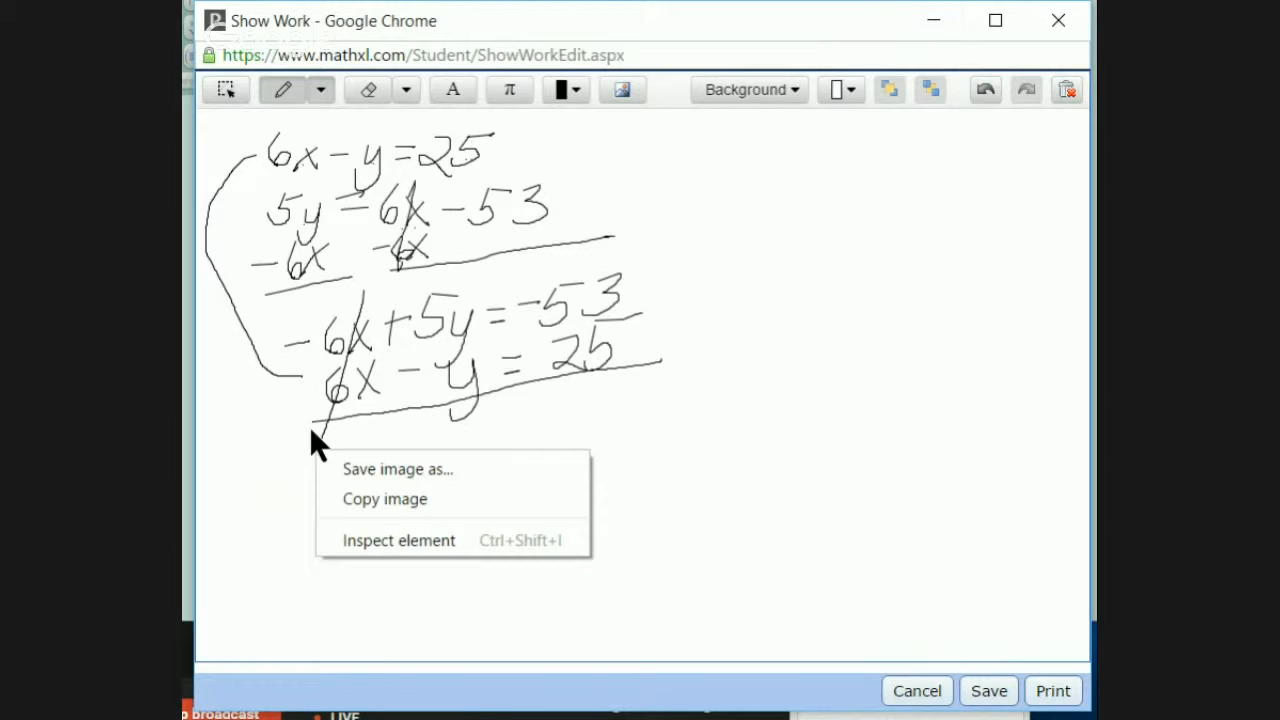 Show Work - Google Chrome
https://www.mathxl.com/Student/ShowWorkEdit.aspx
A π Background
6x - y = 25
5y = 6x - 53
-6x -6x
-6x + 5y = -53
6x - y = 25
Save image as...
Copy image
Inspect element Ctrl+Shift+I
Cancel Save Print
p broadcast
LIVE